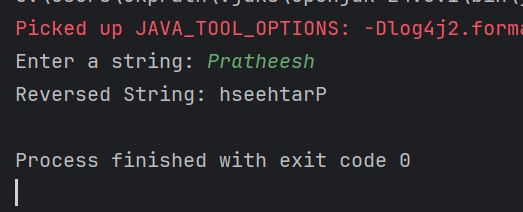 Picked up JAVA_TOOL_OPTIONS: -Dlog4j2.forma
Enter a string: Pratheesh
Reversed String: hseehtarP
Process finished with exit code 0